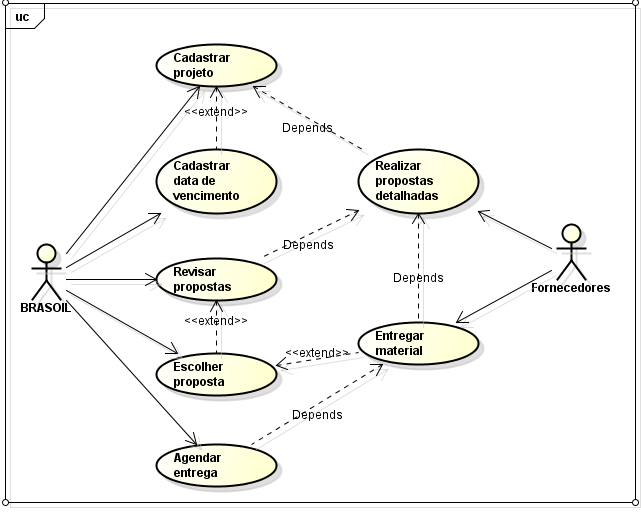 uc
Cadastrar
projeto
<<extend>>
Depends
Cadastrar
data de
vencimento
Realizar
propostas
detalhadas
Depends
Revisar
propostas
Depends
BRASOIL
Fornecedores
<<extend>>
Entregar
material
<<extend>>
Escolher
proposta
Depends
Agendar
entrega